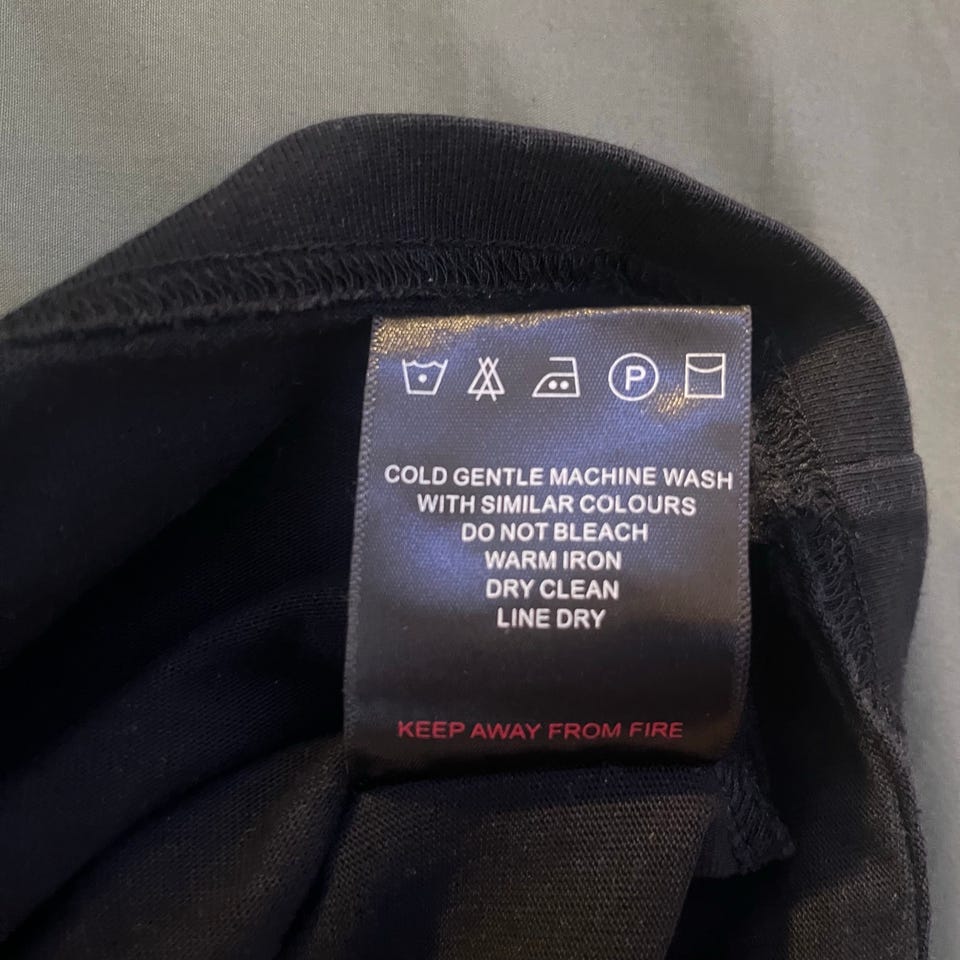 P
COLD GENTLE MACHINE WASH
WITH SIMILAR COLOURS
DO NOT BLEACH
WARM IRON
DRY CLEAN
LINE DRY
KEEP AWAY FROM FIRE